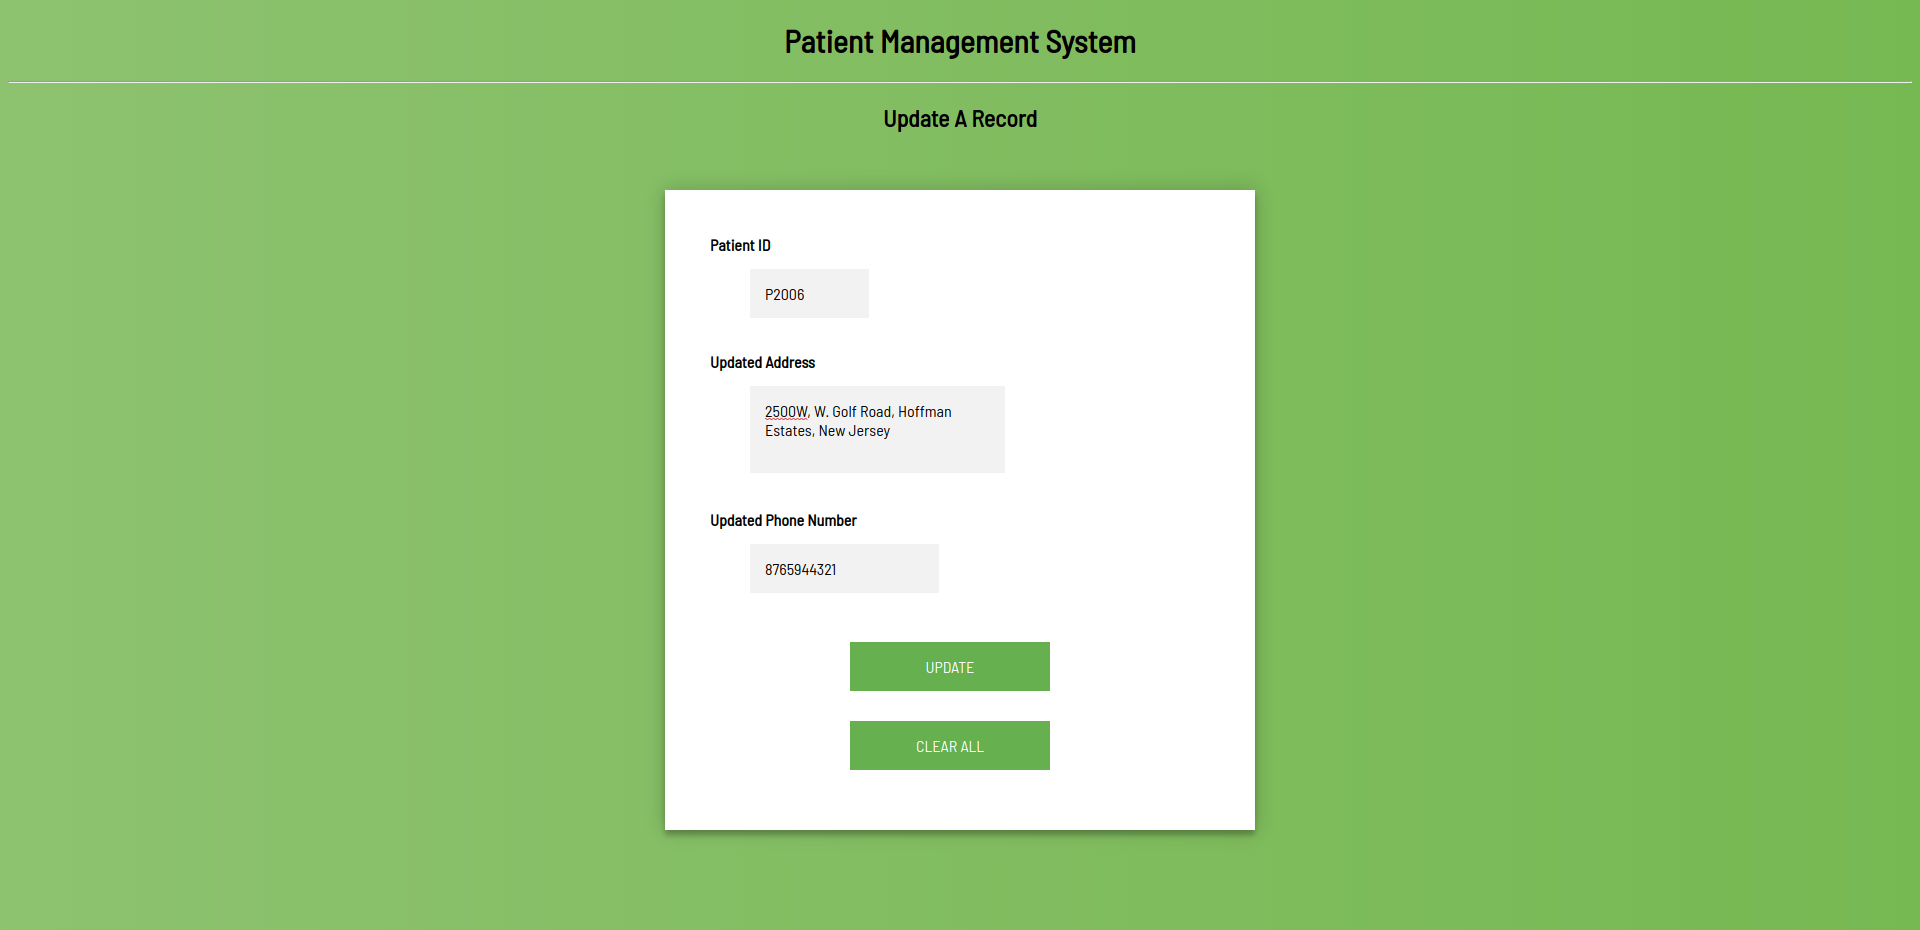 Patient Management System
Update A Record
Patient ID
P2006
Updated Address
2500W, W. Golf Road, Hoffman
Estates, New Jersey
Updated Phone Number
8765944321
UPDATE
CLEAR ALL